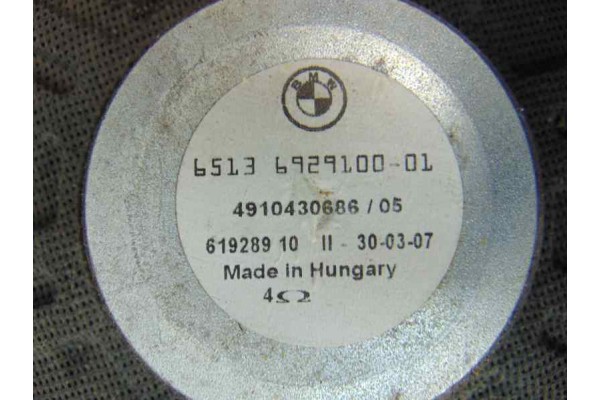 BMW
6513 6929100-01
4910430686 / 05
619289 10 II - 30-03-07
Made in Hungary
4Ω